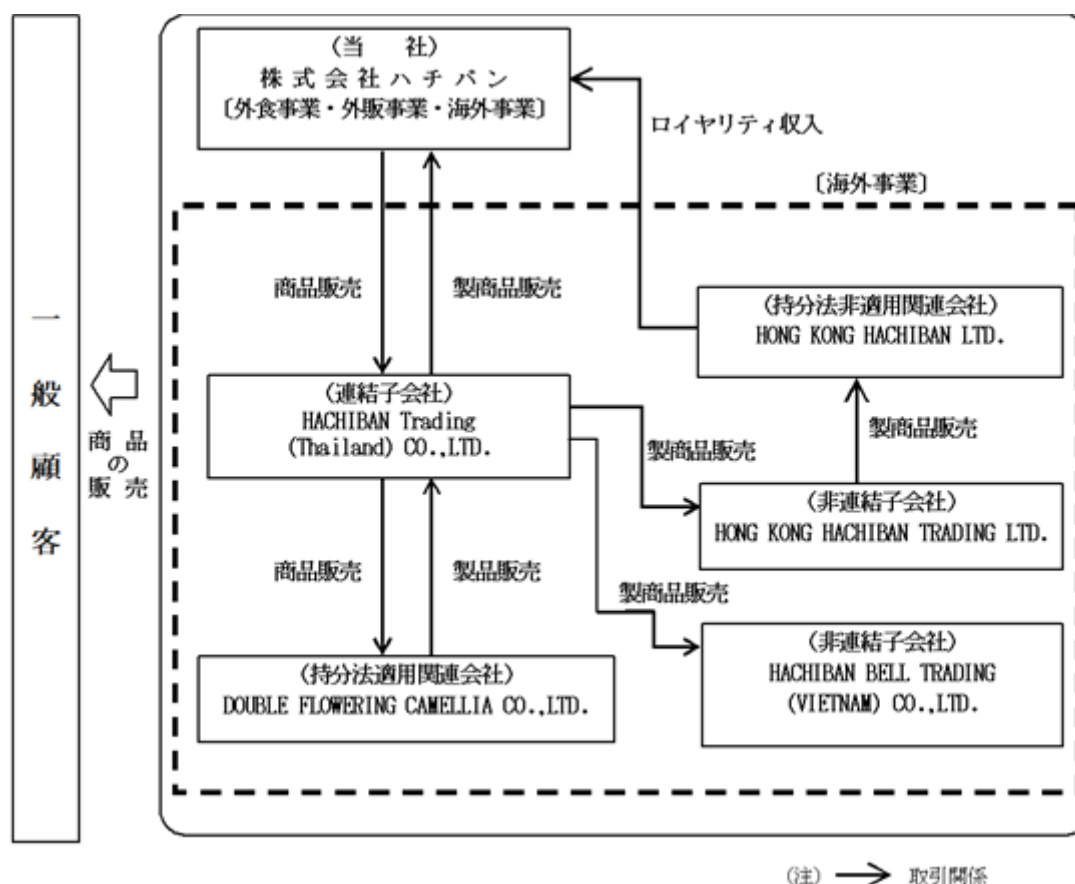 (当　　社)
株 式 会 社 ハ チ バ ン
〔外食事業・外販事業・海外事業〕
ロイヤリティ収入
〔海外事業〕
商品販売
製商品販売
(持分法非適用関連会社)
HONG KONG HACHIBAN LTD.
一般顧客
商 品
の
販 売
(連結子会社)
HACHIBAN Trading
(Thailand) CO.,LTD.
製商品販売
製商品販売
(非連結子会社)
HONG KONG HACHIBAN TRADING LTD.
商品販売
製品販売
製商品販売
(持分法適用関連会社)
DOUBLE FLOWERING CAMELLIA CO.,LTD.
(非連結子会社)
HACHIBAN BELL TRADING
(VIETNAM) CO.,LTD.
(注) → 取引関係